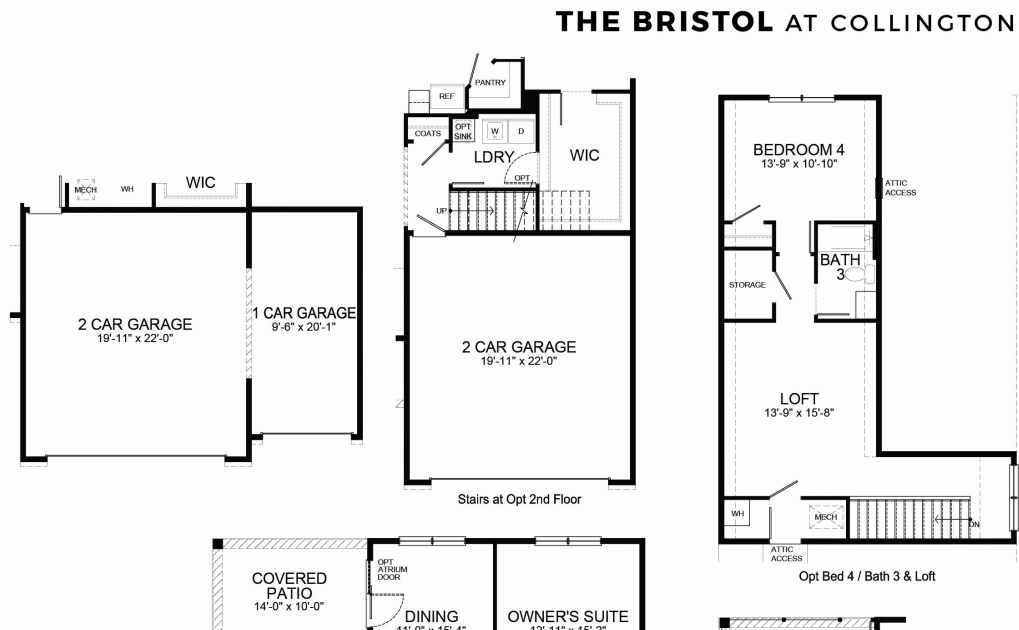 THE BRISTOL AT COLLINGTON
PANTRY
REF
COATS
OPT
SINK
W
D
LDRY
WIC
OPT
UP
2 CAR GARAGE
19'-11" x 22'-0"
Stairs at Opt 2nd Floor
MECH
WH
WIC
2 CAR GARAGE
19'-11" x 22'-0"
1 CAR GARAGE
9'-6" x 20'-1"
BEDROOM 4
13'-9" x 10'-10"
ATTIC
ACCESS
BATH
3
STORAGE
LOFT
13'-9" x 15'-8"
WH
MECH
DN
ATTIC
ACCESS
Opt Bed 4 / Bath 3 & Loft
COVERED
PATIO
14'-0" x 10'-0"
OPT
ATRIUM
DOOR
DINING
11'-0" x 15'-4"
OWNER'S SUITE